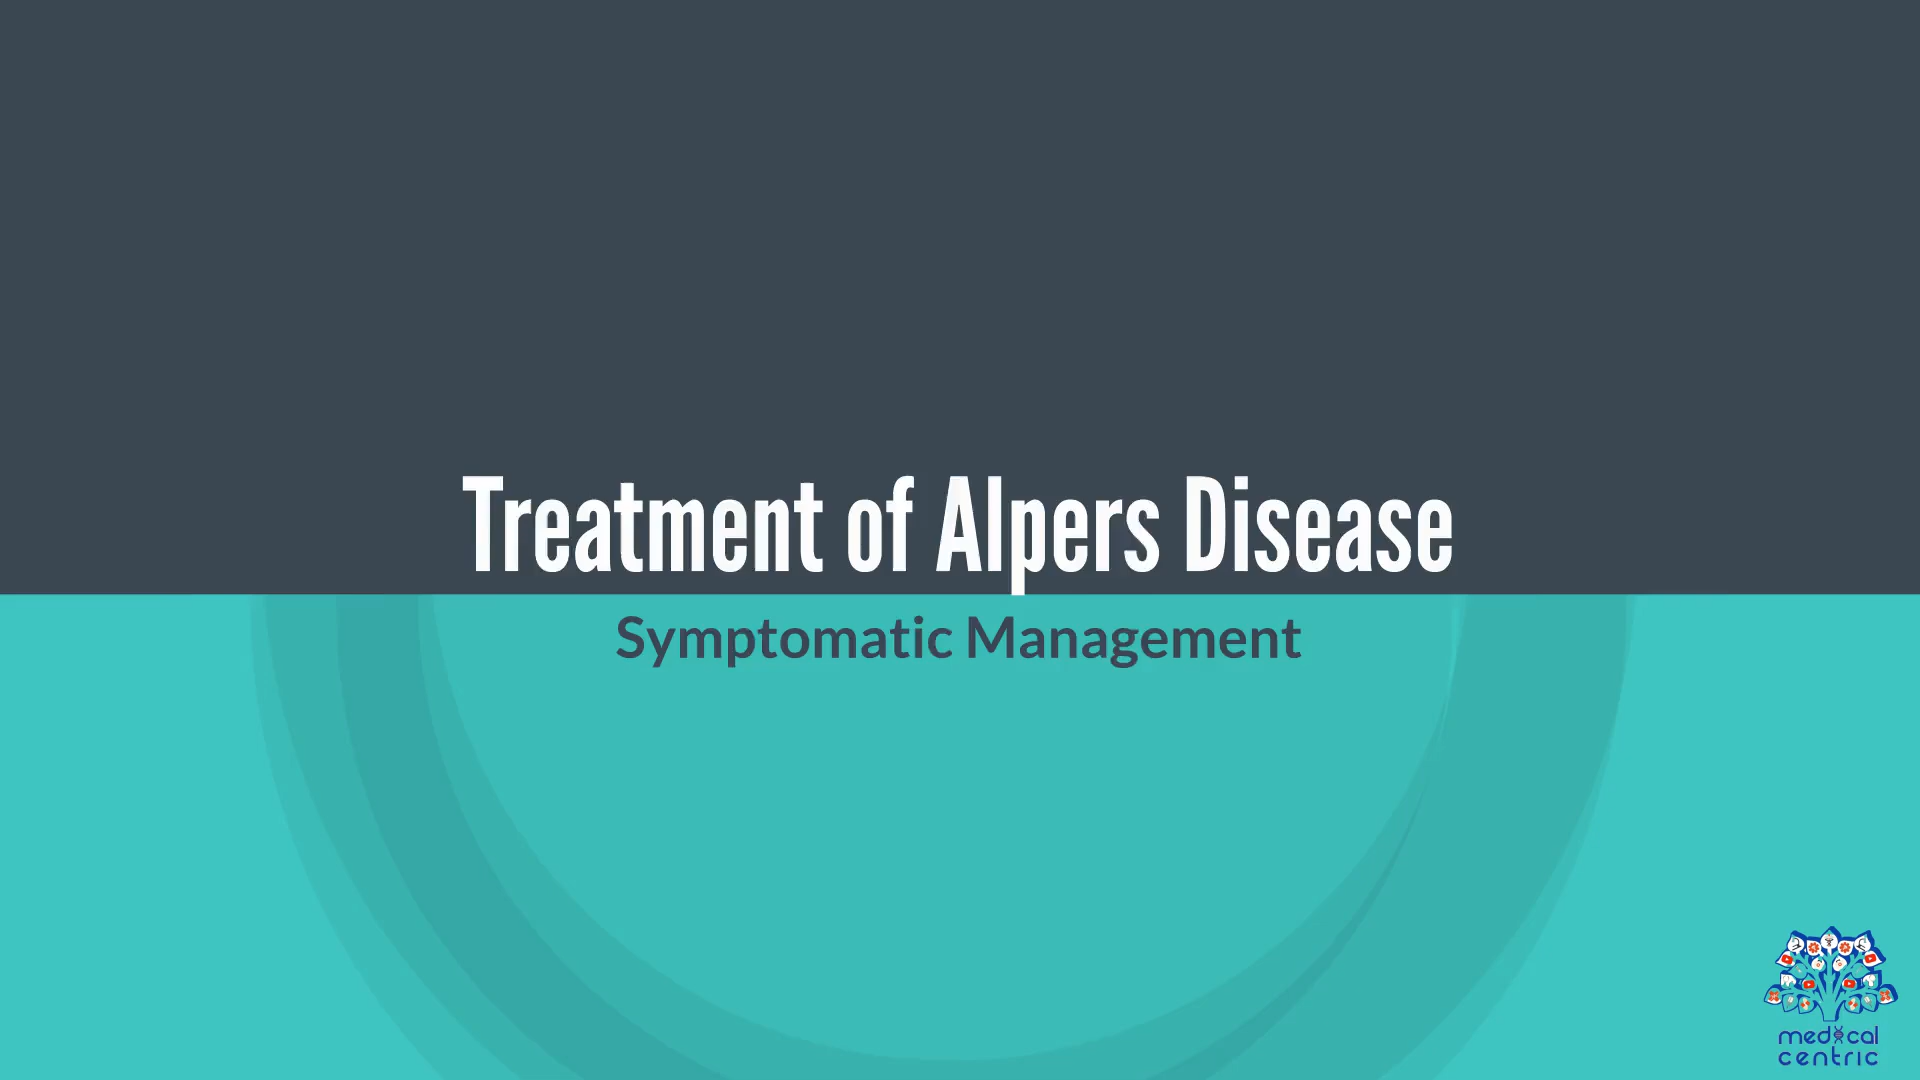 Treatment of Alpers Disease
Symptomatic Management
medical
centric